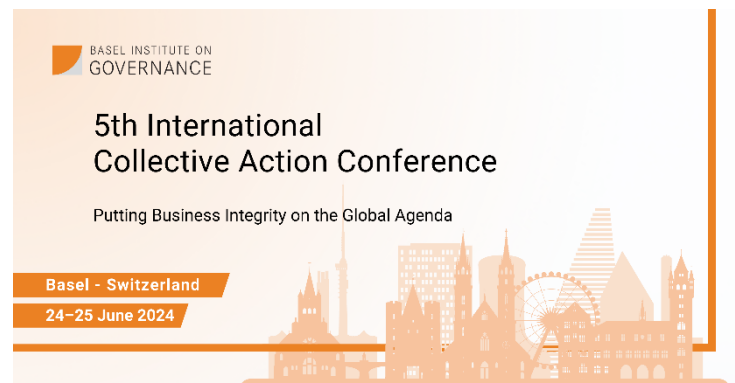 BASEL INSTITUTE ON
GOVERNANCE
5th International
Collective Action Conference
Putting Business Integrity on the Global Agenda
Basel - Switzerland
24–25 June 2024